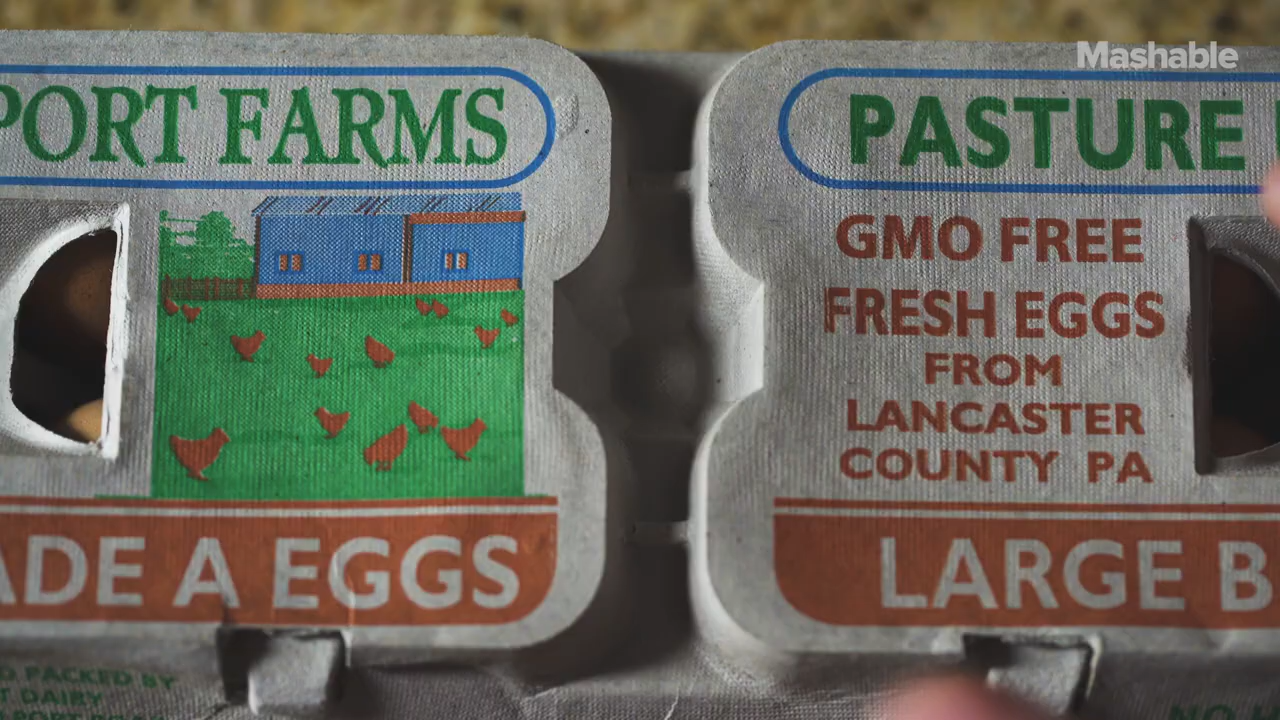 Mashable
PORT FARMS
ADE A EGGS
D PACKED BY
T DAIRY
PASTURE
GMO FREE
FRESH EGGS
FROM
LANCASTER
COUNTY PA
LARGE B